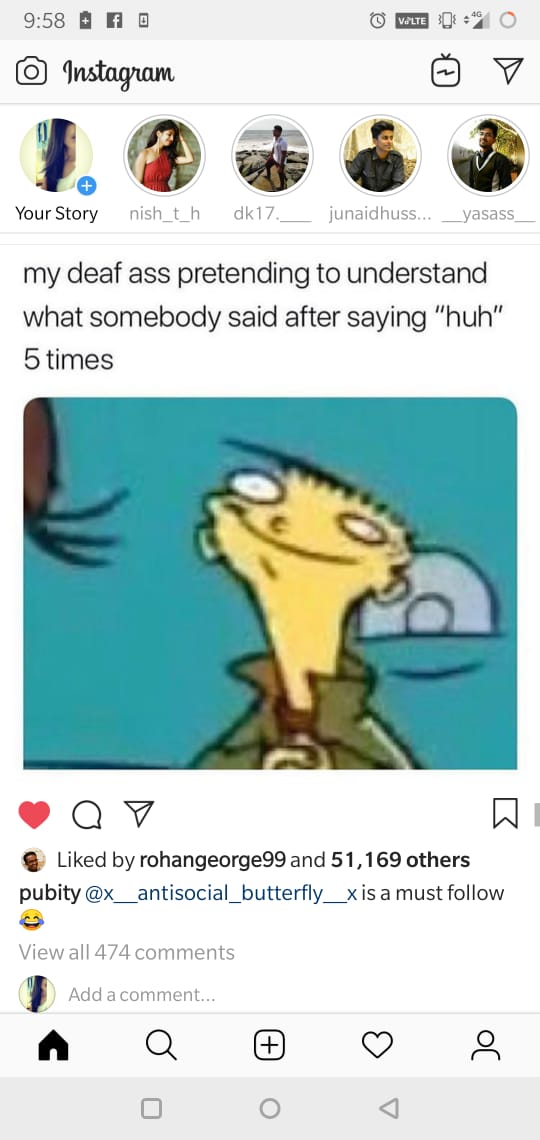 9:58
VoLTE 4G
Instagram
Your Story nish_t_h dk17.___ junaidhuss... __yasass__
my deaf ass pretending to understand
what somebody said after saying “huh”
5 times
Liked by rohangeorge99 and 51,169 others
pubity @x__antisocial_butterfly__x is a must follow
😂
View all 474 comments
Add a comment...